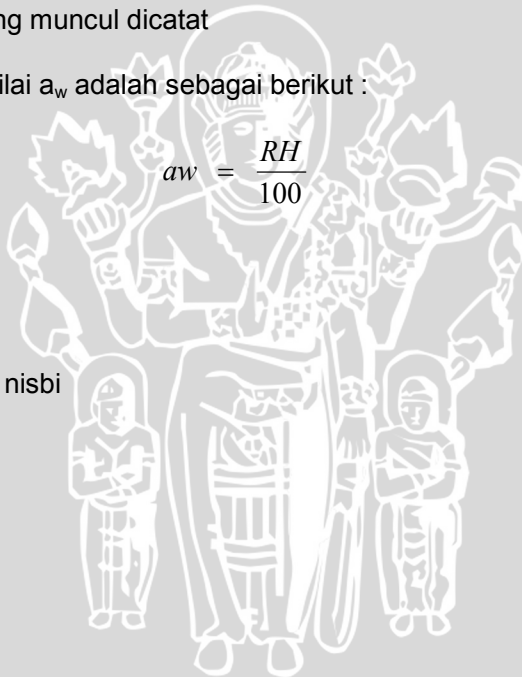 ng muncul dicatat
ilai aw adalah sebagai berikut :
aw = RH
100
nisbi